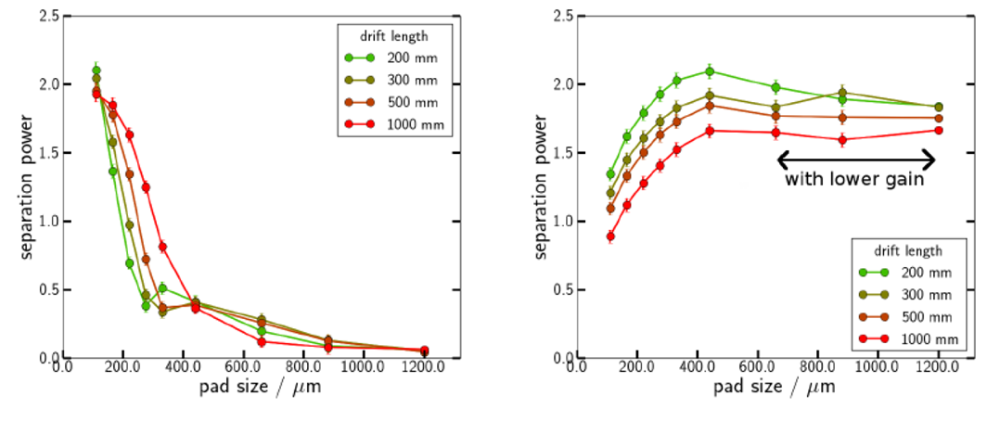 2.5
2.0
1.5
1.0
0.5
0.0
separation power
drift length
200 mm
300 mm
500 mm
1000 mm
0.0 200.0 400.0 600.0 800.0 1000.0 1200.0
pad size / μm
2.5
2.0
1.5
1.0
0.5
0.0
separation power
with lower gain
drift length
200 mm
300 mm
500 mm
1000 mm
0.0 200.0 400.0 600.0 800.0 1000.0 1200.0
pad size / μm